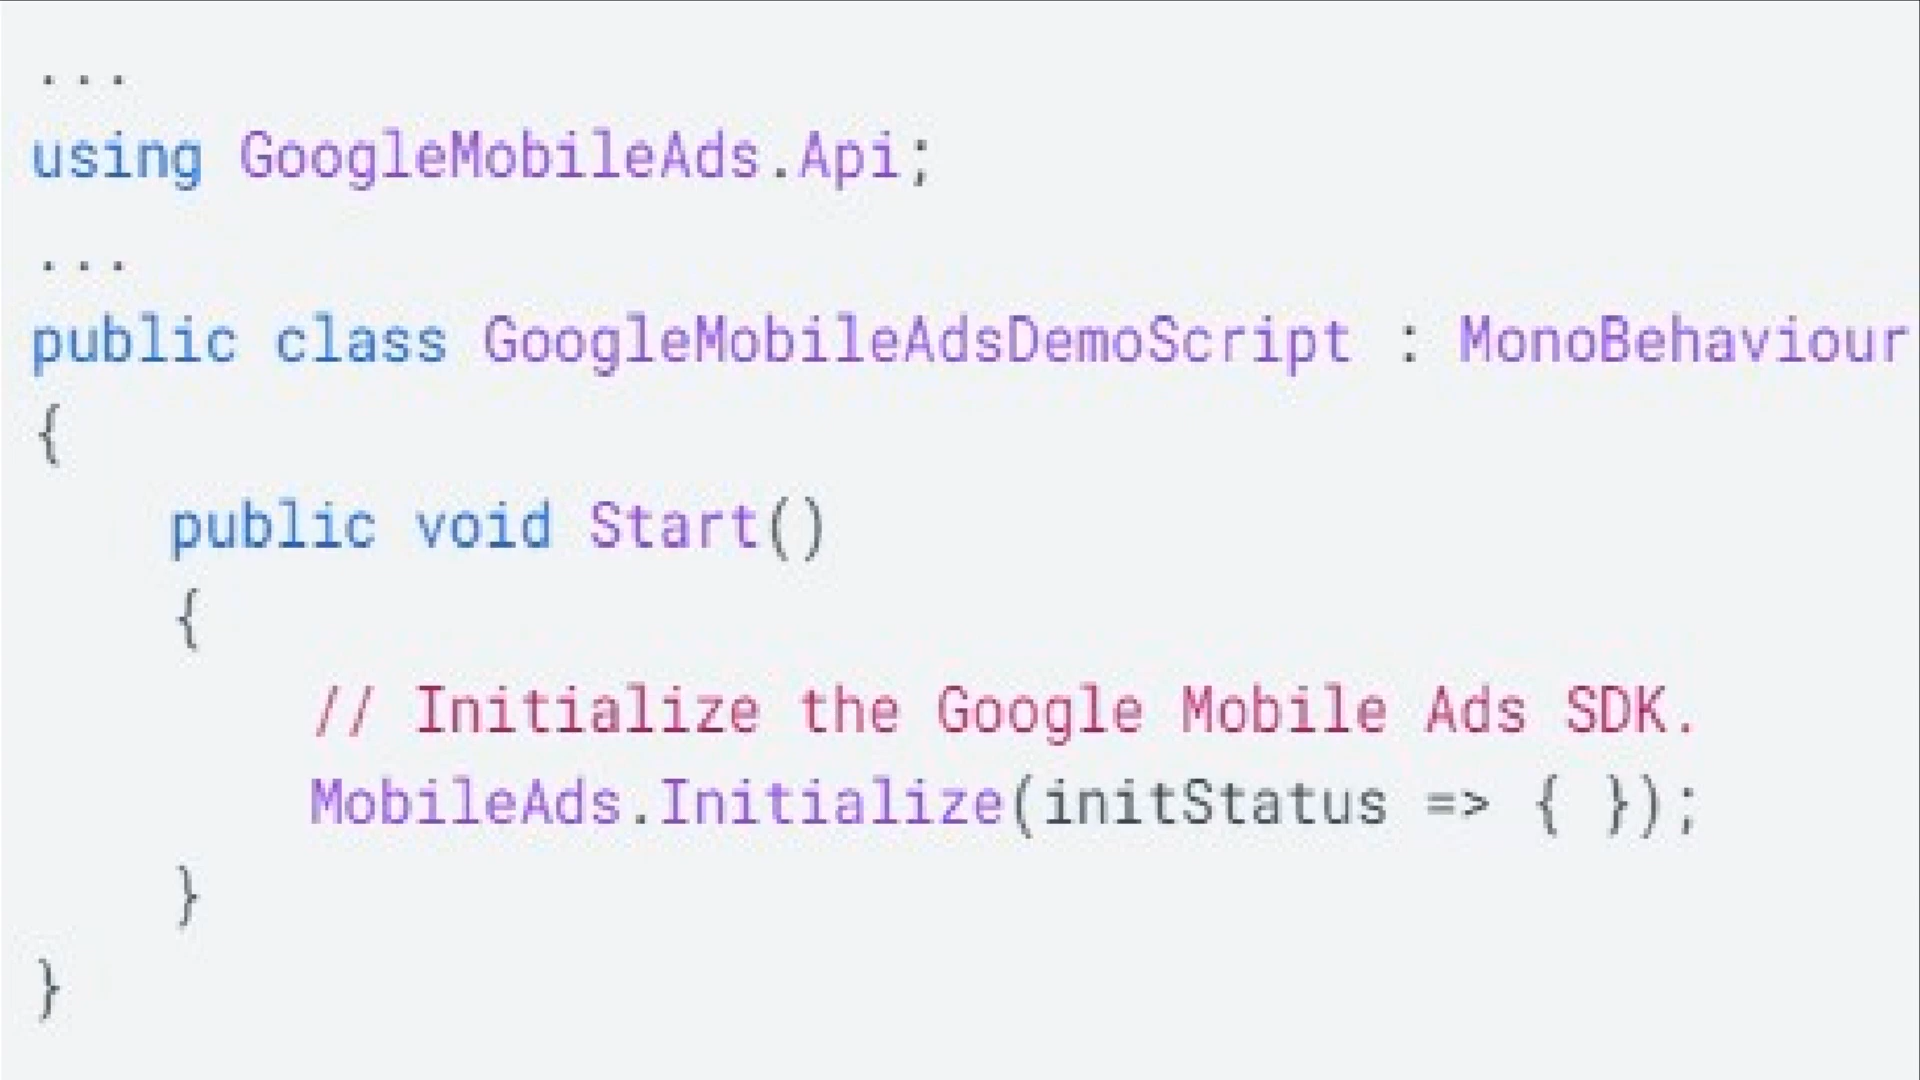 ...
using GoogleMobileAds.Api;
...
public class GoogleMobileAdsDemoScript : MonoBehaviour
{
    public void Start()
    {
        // Initialize the Google Mobile Ads SDK.
        MobileAds.Initialize(initStatus => { });
    }
}